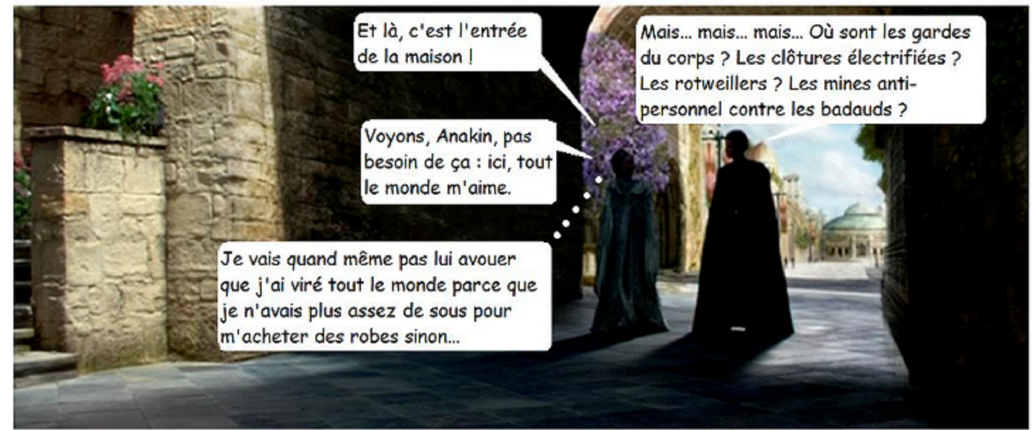 Et là, c'est l'entrée
de la maison !
Mais... mais... mais... Où sont les gardes
du corps ? Les clôtures électrifiées ?
Les rotweillers ? Les mines anti-
personnel contre les badauds ?
Voyons, Anakin, pas
besoin de ça : ici, tout
le monde m'aime.
Je vais quand même pas lui avouer
que j'ai viré tout le monde parce que
je n'avais plus assez de sous pour
m'acheter des robes sinon...